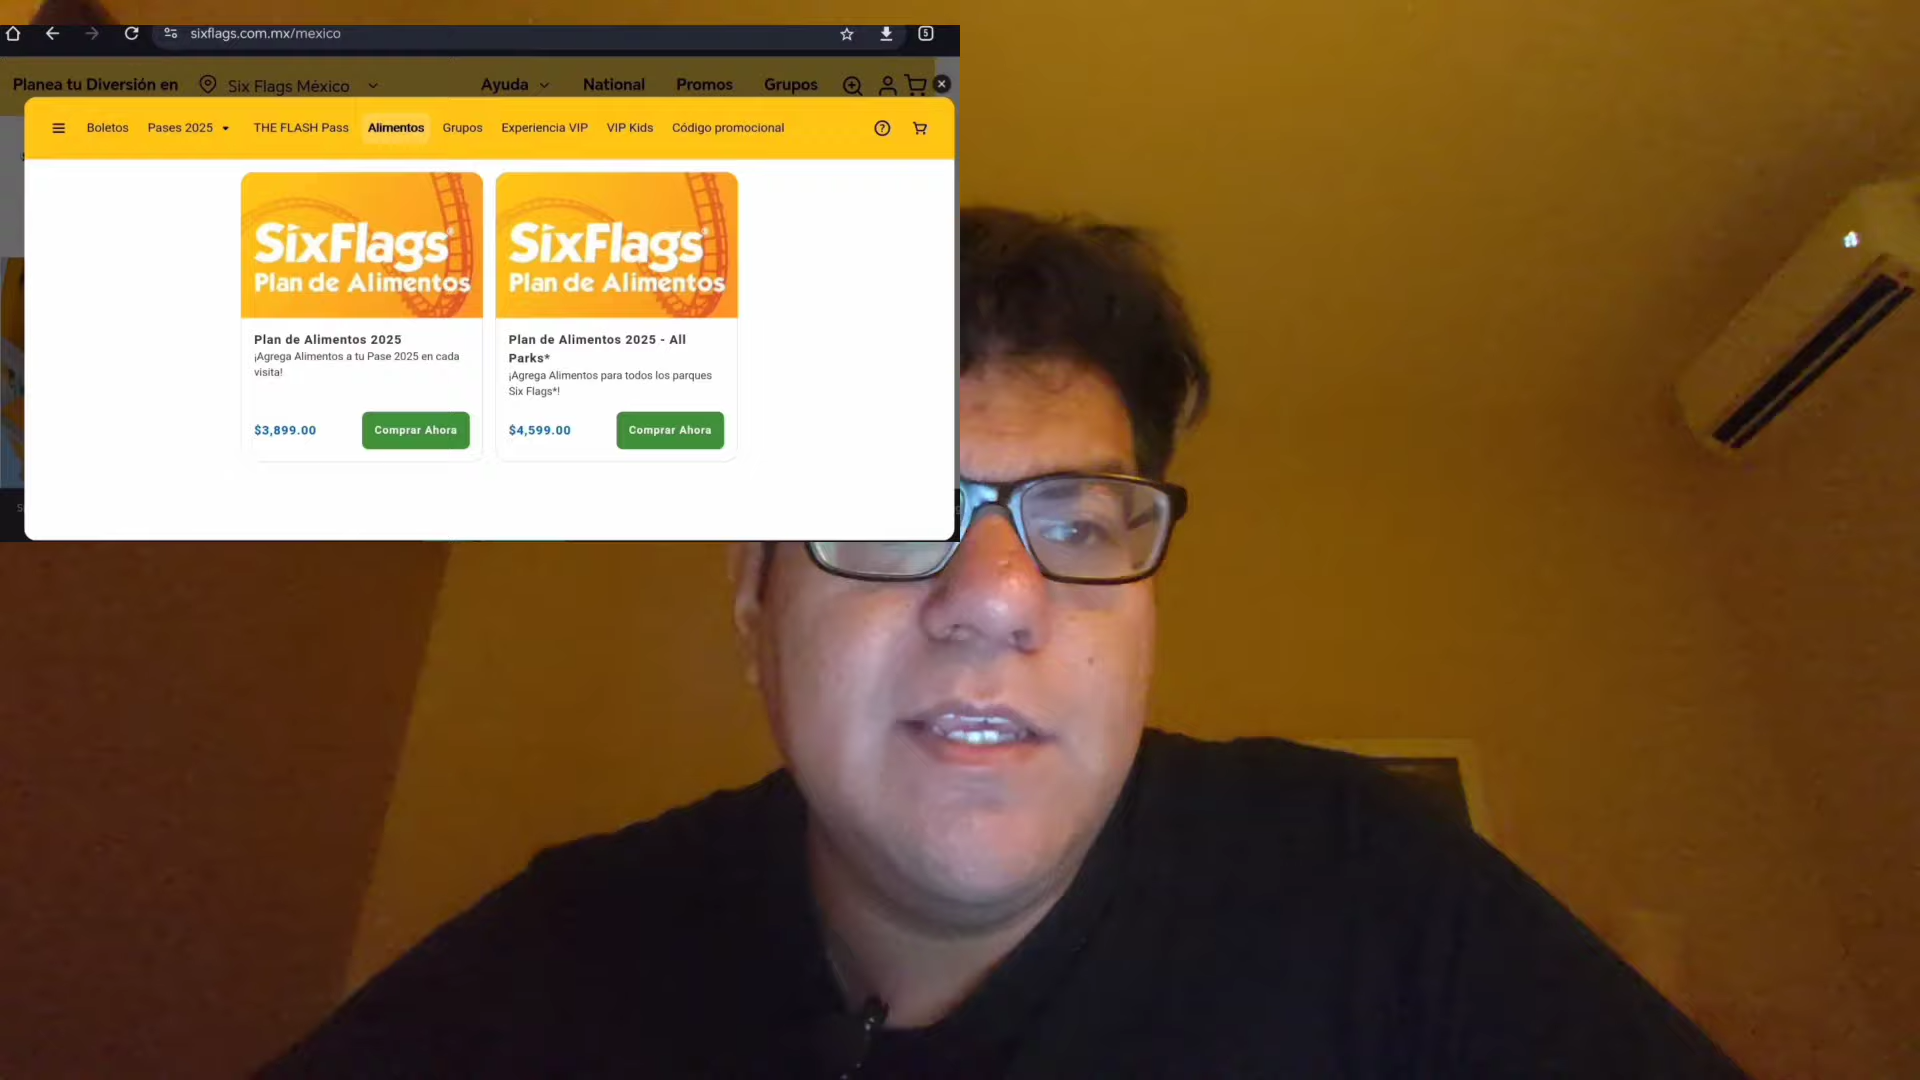 sixflags.com.mx/mexico
5
Planea tu Diversión en Six Flags México Ayuda National Promos Grupos
Boletos Pases 2025 THE FLASH Pass Alimentos Grupos Experiencia VIP VIP Kids Código promocional
SixFlags
Plan de Alimentos
SixFlags
Plan de Alimentos
Plan de Alimentos 2025
¡Agrega Alimentos a tu Pase 2025 en cada
visita!
$3,899.00 Comprar Ahora
Plan de Alimentos 2025 - All
Parks*
¡Agrega Alimentos para todos los parques
Six Flags*!
$4,599.00 Comprar Ahora